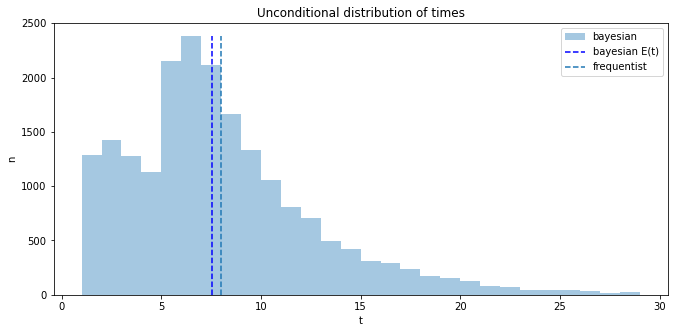 Unconditional distribution of times
bayesian
bayesian E(t)
frequentist
2500
2000
1500
1000
500
0
n
0 5 10 15 20 25 30
t